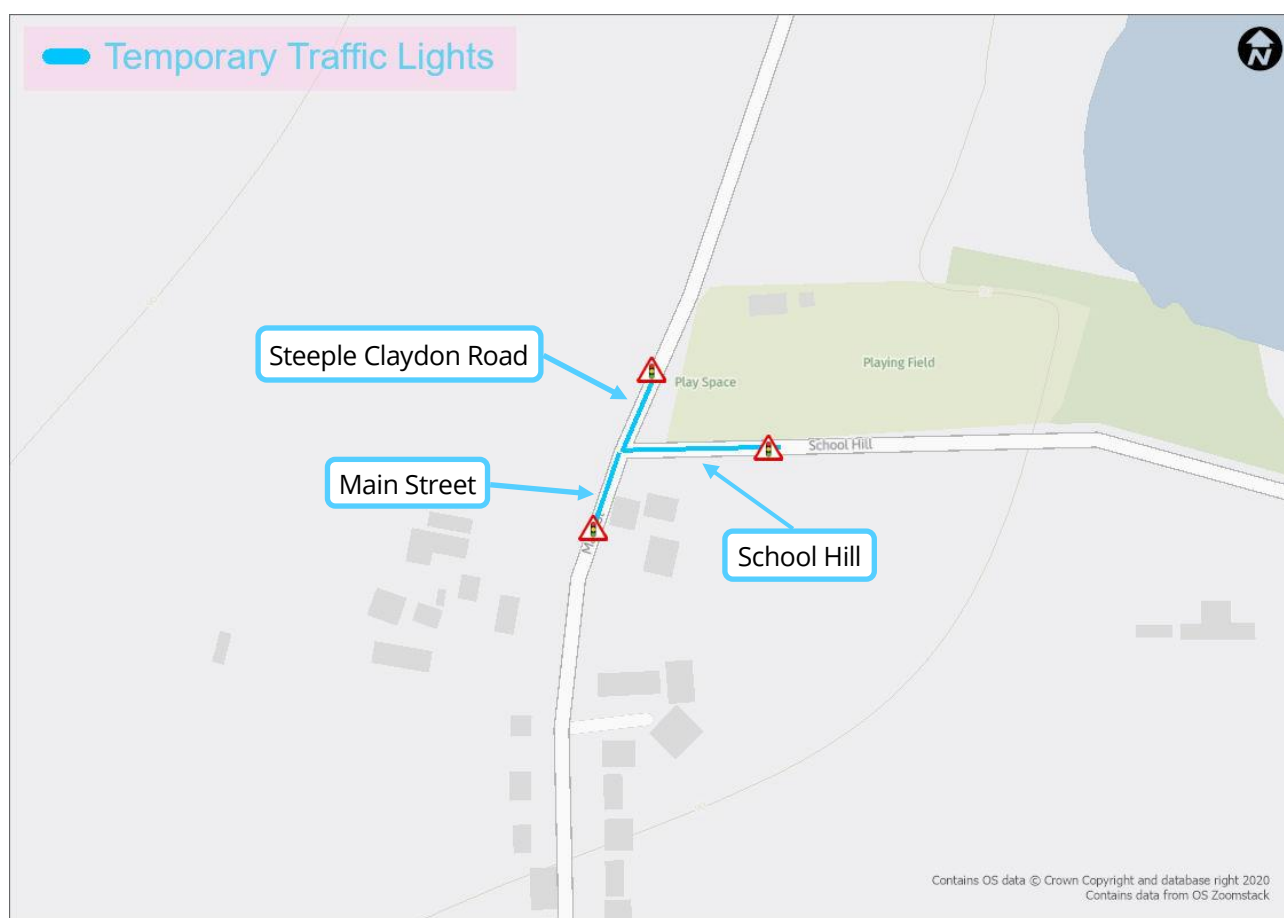 Temporary Traffic Lights
N
Steeple Claydon Road
Play Space
Playing Field
School Hill
Main Street
School Hill
Contains OS data © Crown Copyright and database right 2020
Contains data from OS Zoomstack